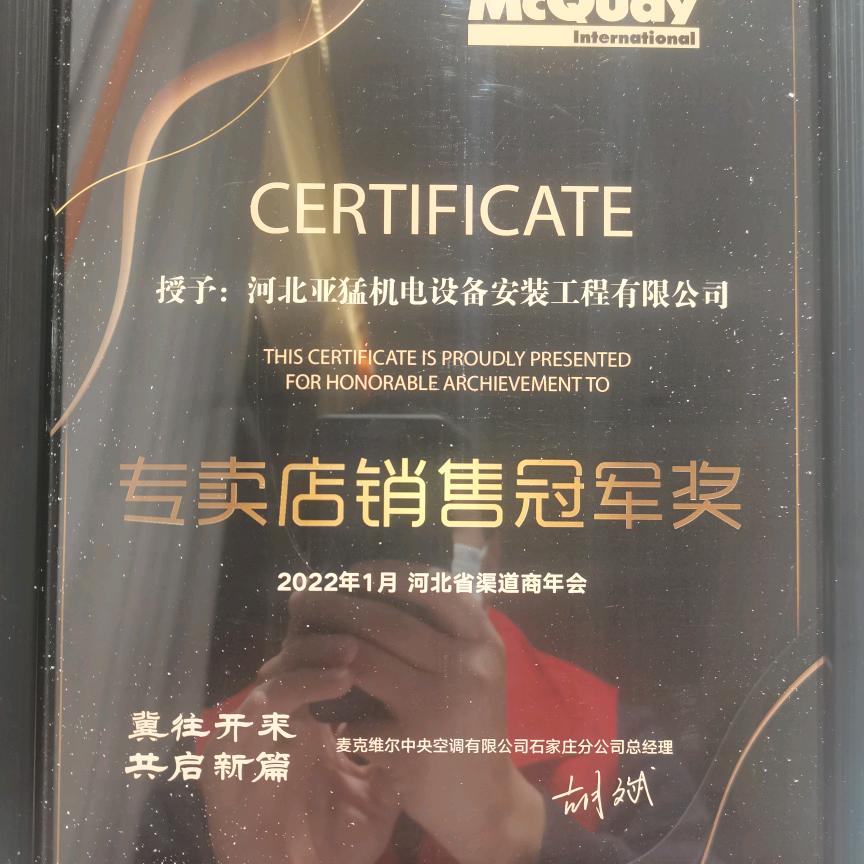 McQuay
International
CERTIFICATE
授予：河北亚猛机电设备安装工程有限公司
THIS CERTIFICATE IS PROUDLY PRESENTED
FOR HONORABLE ARCHIEVEMENT TO
专卖店销售冠军奖
2022年1月 河北省渠道商年会
冀往开来
共启新篇
麦克维尔中央空调有限公司石家庄分公司总经理
胡斌